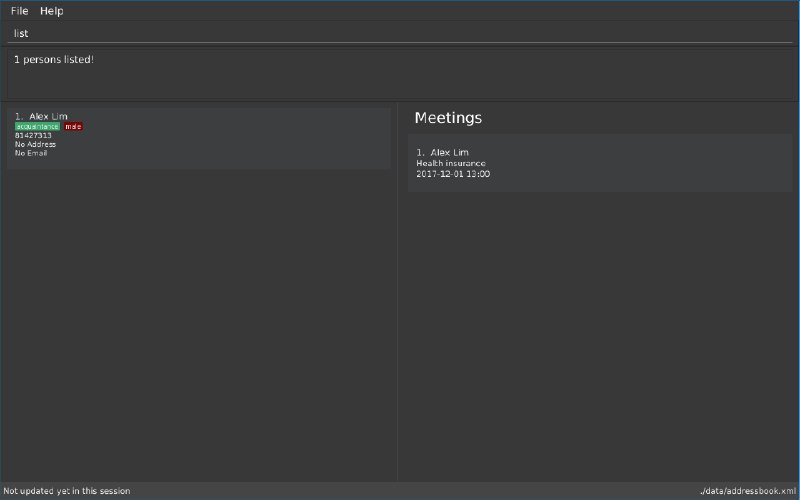 File Help
list
1 persons listed!
1. Alex Lim
acquaintance male
81427313
No Address
No Email
Meetings
1. Alex Lim
Health insurance
2017-12-01 13:00
Not updated yet in this session
./data/addressbook.xml